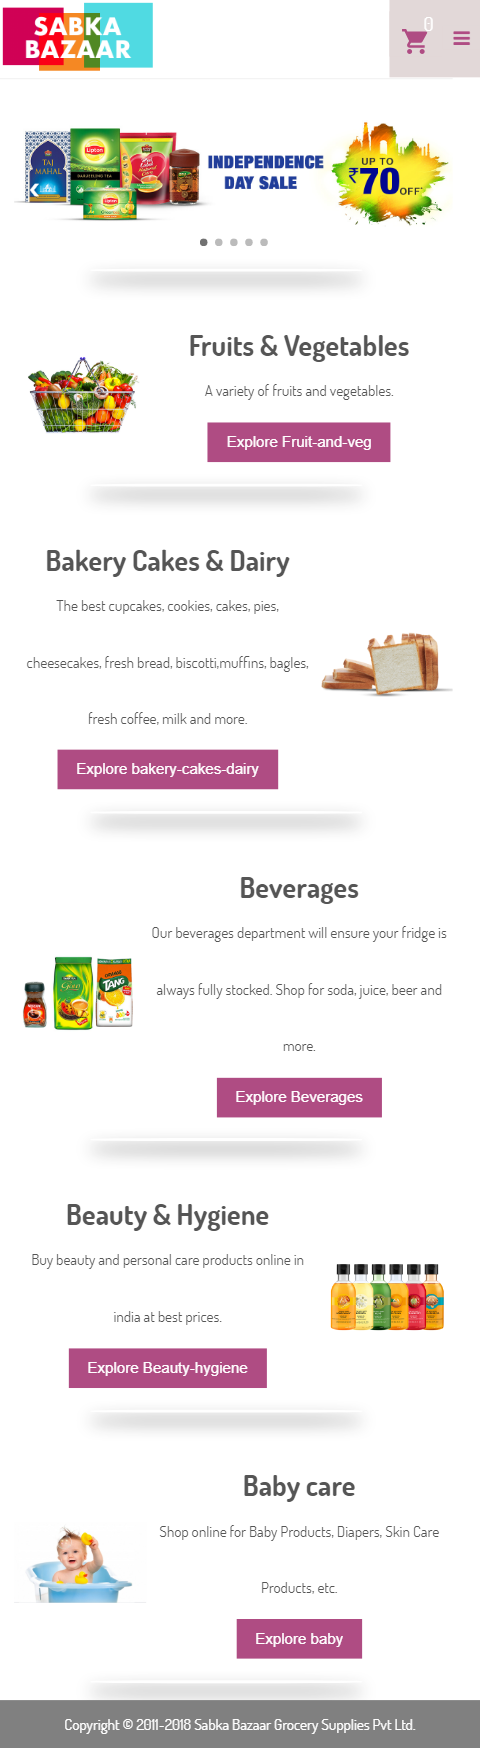 SABKA
BAZAAR
0
TAJ
MAHAL
Lipton
DARJEELING TEA
INDEPENDENCE
DAY SALE
UP TO
₹70 OFF*
Fruits & Vegetables
A variety of fruits and vegetables.
Explore Fruit-and-veg
Bakery Cakes & Dairy
The best cupcakes, cookies, cakes, pies,
cheesecakes, fresh bread, biscotti,muffins, bagles,
fresh coffee, milk and more.
Explore bakery-cakes-dairy
Beverages
Our beverages department will ensure your fridge is
always fully stocked. Shop for soda, juice, beer and
more.
TANG
Explore Beverages
Beauty & Hygiene
Buy beauty and personal care products online in
india at best prices.
Explore Beauty-hygiene
Baby care
Shop online for Baby Products, Diapers, Skin Care
Products, etc.
Explore baby
Copyright © 2011-2018 Sabka Bazaar Grocery Supplies Pvt Ltd.